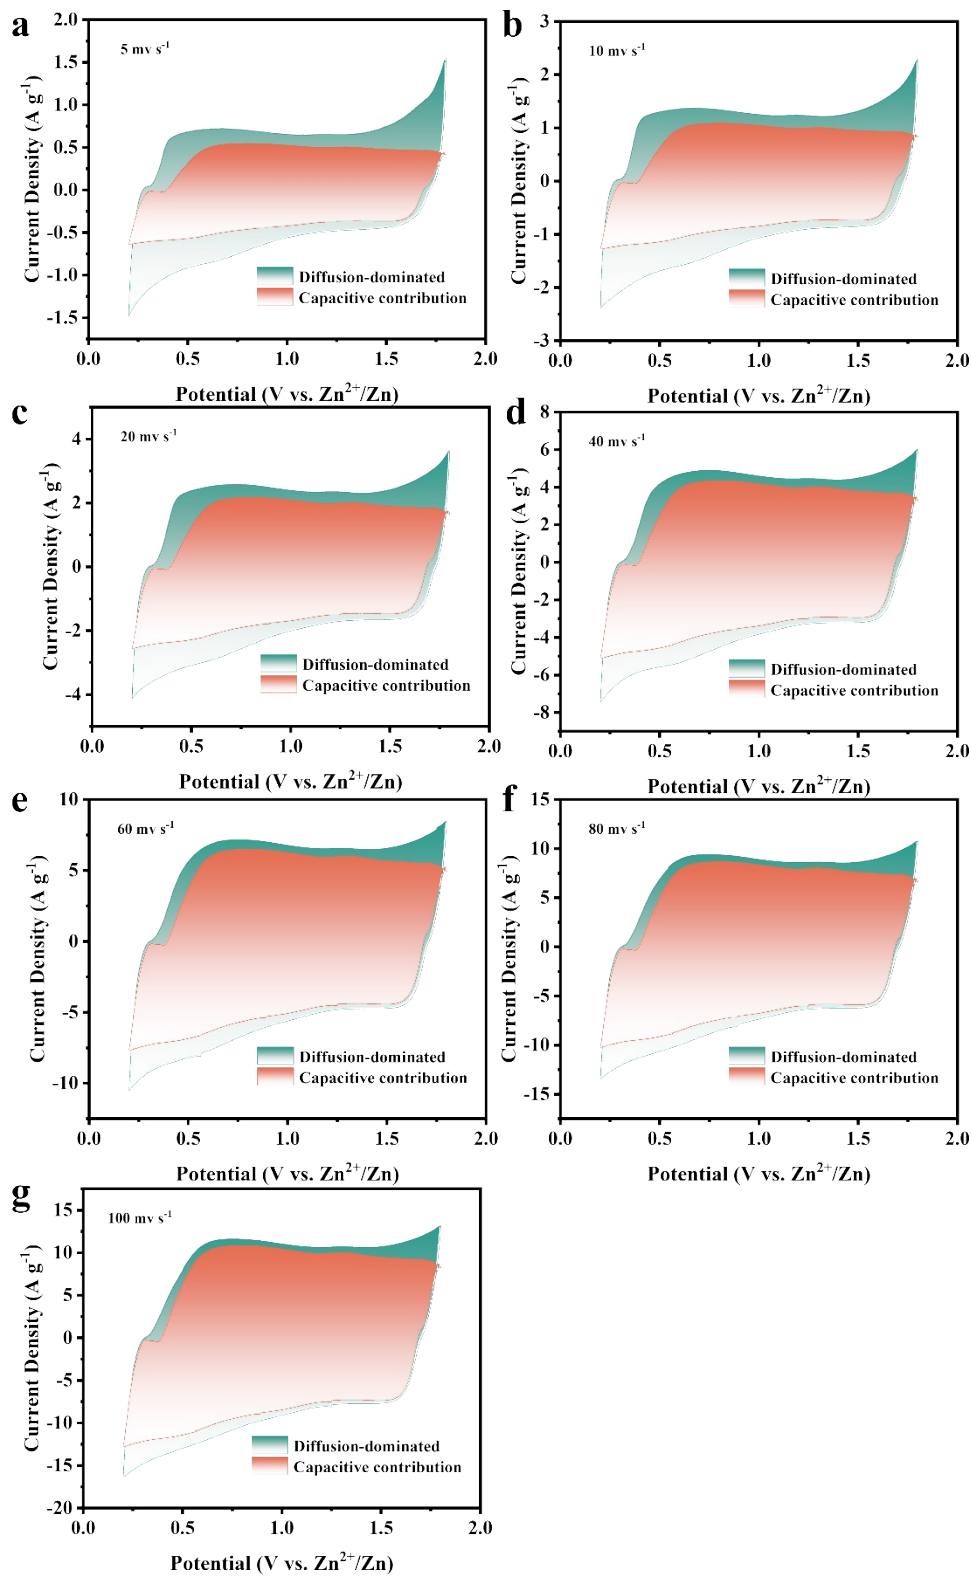 a
2.0
1.5
1.0
0.5
0.0
-0.5
-1.0
-1.5
Current Density (A g⁻¹)
5 mv s⁻¹
Diffusion-dominated
Capacitive contribution
0.0 0.5 1.0 1.5 2.0
Potential (V vs. Zn²⁺/Zn)
b
3
2
1
0
-1
-2
-3
Current Density (A g⁻¹)
10 mv s⁻¹
Diffusion-dominated
Capacitive contribution
0.0 0.5 1.0 1.5 2.0
Potential (V vs. Zn²⁺/Zn)
c
4
2
0
-2
-4
Current Density (A g⁻¹)
20 mv s⁻¹
Diffusion-dominated
Capacitive contribution
0.0 0.5 1.0 1.5 2.0
Potential (V vs. Zn²⁺/Zn)
d
8
6
4
2
0
-2
-4
-6
-8
Current Density (A g⁻¹)
40 mv s⁻¹
Diffusion-dominated
Capacitive contribution
0.0 0.5 1.0 1.5 2.0
Potential (V vs. Zn²⁺/Zn)
e
10
5
0
-5
-10
Current Density (A g⁻¹)
60 mv s⁻¹
Diffusion-dominated
Capacitive contribution
0.0 0.5 1.0 1.5 2.0
Potential (V vs. Zn²⁺/Zn)
f
15
10
5
0
-5
-10
-15
Current Density (A g⁻¹)
80 mv s⁻¹
Diffusion-dominated
Capacitive contribution
0.0 0.5 1.0 1.5 2.0
Potential (V vs. Zn²⁺/Zn)
g
15
10
5
0
-5
-10
-15
-20
Current Density (A g⁻¹)
100 mv s⁻¹
Diffusion-dominated
Capacitive contribution
0.0 0.5 1.0 1.5 2.0
Potential (V vs. Zn²⁺/Zn)